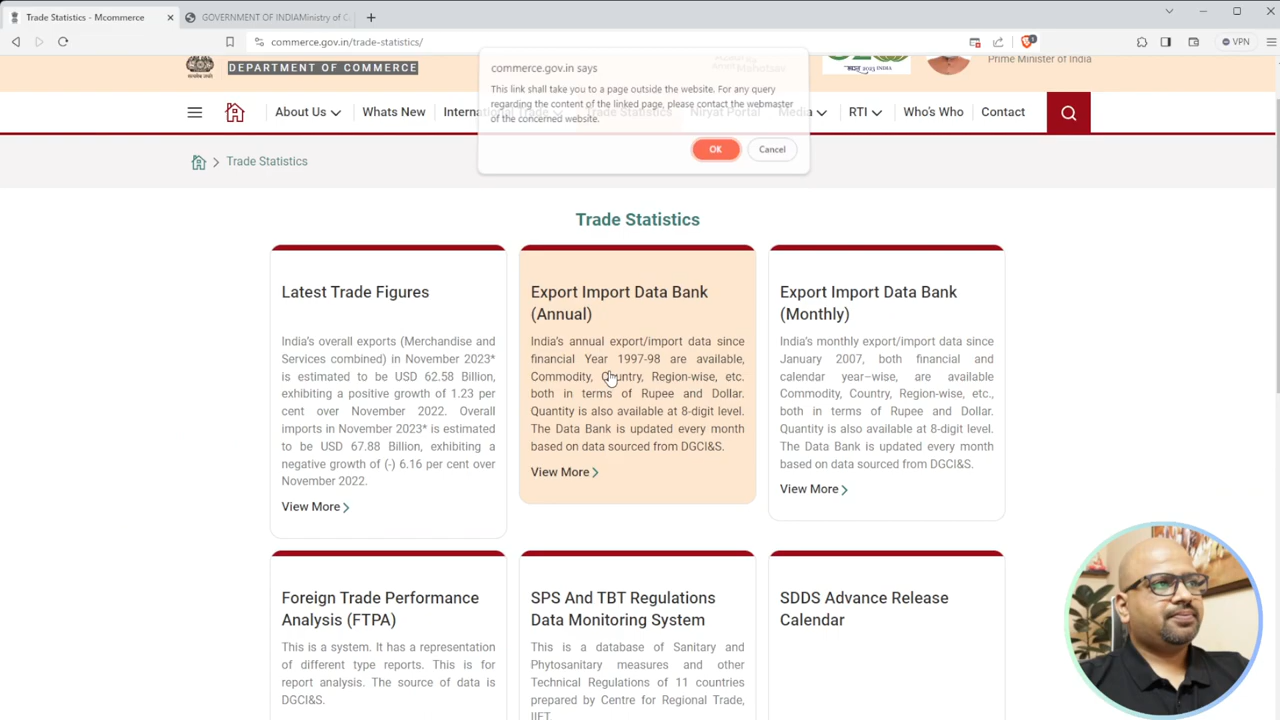 Trade Statistics - Mcommerce
GOVERNMENT OF INDIAMinistry of C
commerce.gov.in/trade-statistics/
VPN
DEPARTMENT OF COMMERCE
Prime Minister of India
commerce.gov.in says
This link shall take you to a page outside the website. For any query
regarding the content of the linked page, please contact the webmaster
of the concerned website.
OK
Cancel
About Us
Whats New
International Trade
Trade Statistics
Niryat Portal
Media
RTI
Who's Who
Contact
Trade Statistics
Trade Statistics
Latest Trade Figures
India's overall exports (Merchandise and
Services combined) in November 2023*
is estimated to be USD 62.58 Billion,
exhibiting a positive growth of 1.23 per
cent over November 2022. Overall
imports in November 2023* is estimated
to be USD 67.88 Billion, exhibiting a
negative growth of (-) 6.16 per cent over
November 2022.
View More
Export Import Data Bank
(Annual)
India's annual export/import data since
financial Year 1997-98 are available,
Commodity, Country, Region-wise, etc.
both in terms of Rupee and Dollar.
Quantity is also available at 8-digit level.
The Data Bank is updated every month
based on data sourced from DGCI&S.
View More
Export Import Data Bank
(Monthly)
India's monthly export/import data since
January 2007, both financial and
calendar year–wise, are available
Commodity, Country, Region-wise, etc.,
both in terms of Rupee and Dollar.
Quantity is also available at 8-digit level.
The Data Bank is updated every month
based on data sourced from DGCI&S.
View More
Foreign Trade Performance
Analysis (FTPA)
This is a system. It has a representation
of different type reports. This is for
report analysis. The source of data is
DGCI&S.
SPS And TBT Regulations
Data Monitoring System
This is a database of Sanitary and
Phytosanitary measures and other
Technical Regulations of 11 countries
prepared by Centre for Regional Trade,
IIFT.
SDDS Advance Release
Calendar